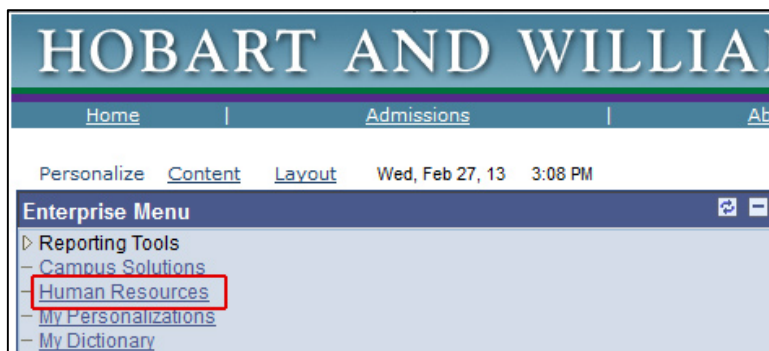 HOBART AND WILLIA
Home | Admissions | Ab
Personalize Content Layout Wed, Feb 27, 13 3:08 PM
Enterprise Menu
Reporting Tools
Campus Solutions
Human Resources
My Personalizations
My Dictionary